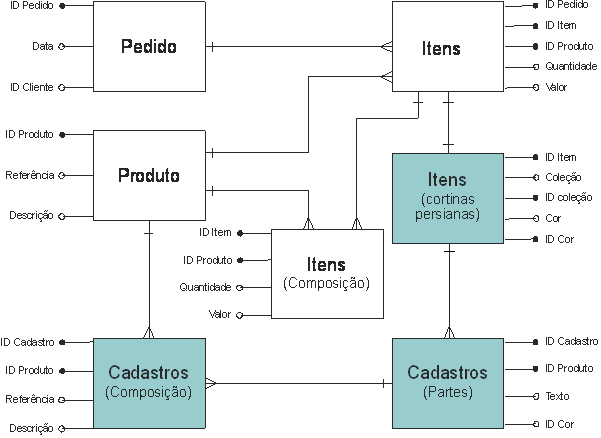 ID Pedido
Data
ID Cliente
Pedido
Itens
ID Pedido
ID Item
ID Produto
Quantidade
Valor
ID Produto
Referência
Descrição
Produto
Itens
(cortinas
persianas)
ID Item
Coleção
ID coleção
Cor
ID Cor
ID Item
ID Produto
Quantidade
Valor
Itens
(Composição)
ID Cadastro
ID Produto
Referência
Descrição
Cadastros
(Composição)
Cadastros
(Partes)
ID Cadastro
ID Produto
Texto
ID Cor